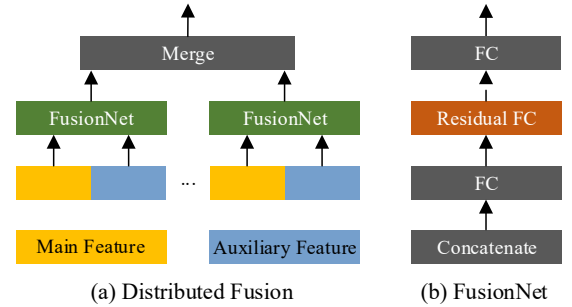 Merge
FusionNet
FusionNet
...
Main Feature
Auxiliary Feature
(a) Distributed Fusion
FC
Residual FC
FC
Concatenate
(b) FusionNet